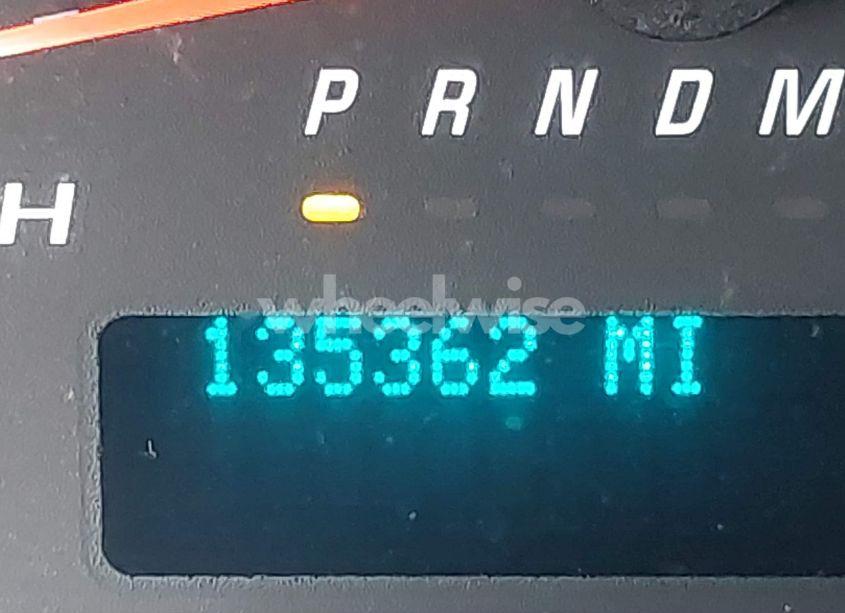 P R N D M
H
wheelwise
135362 MI